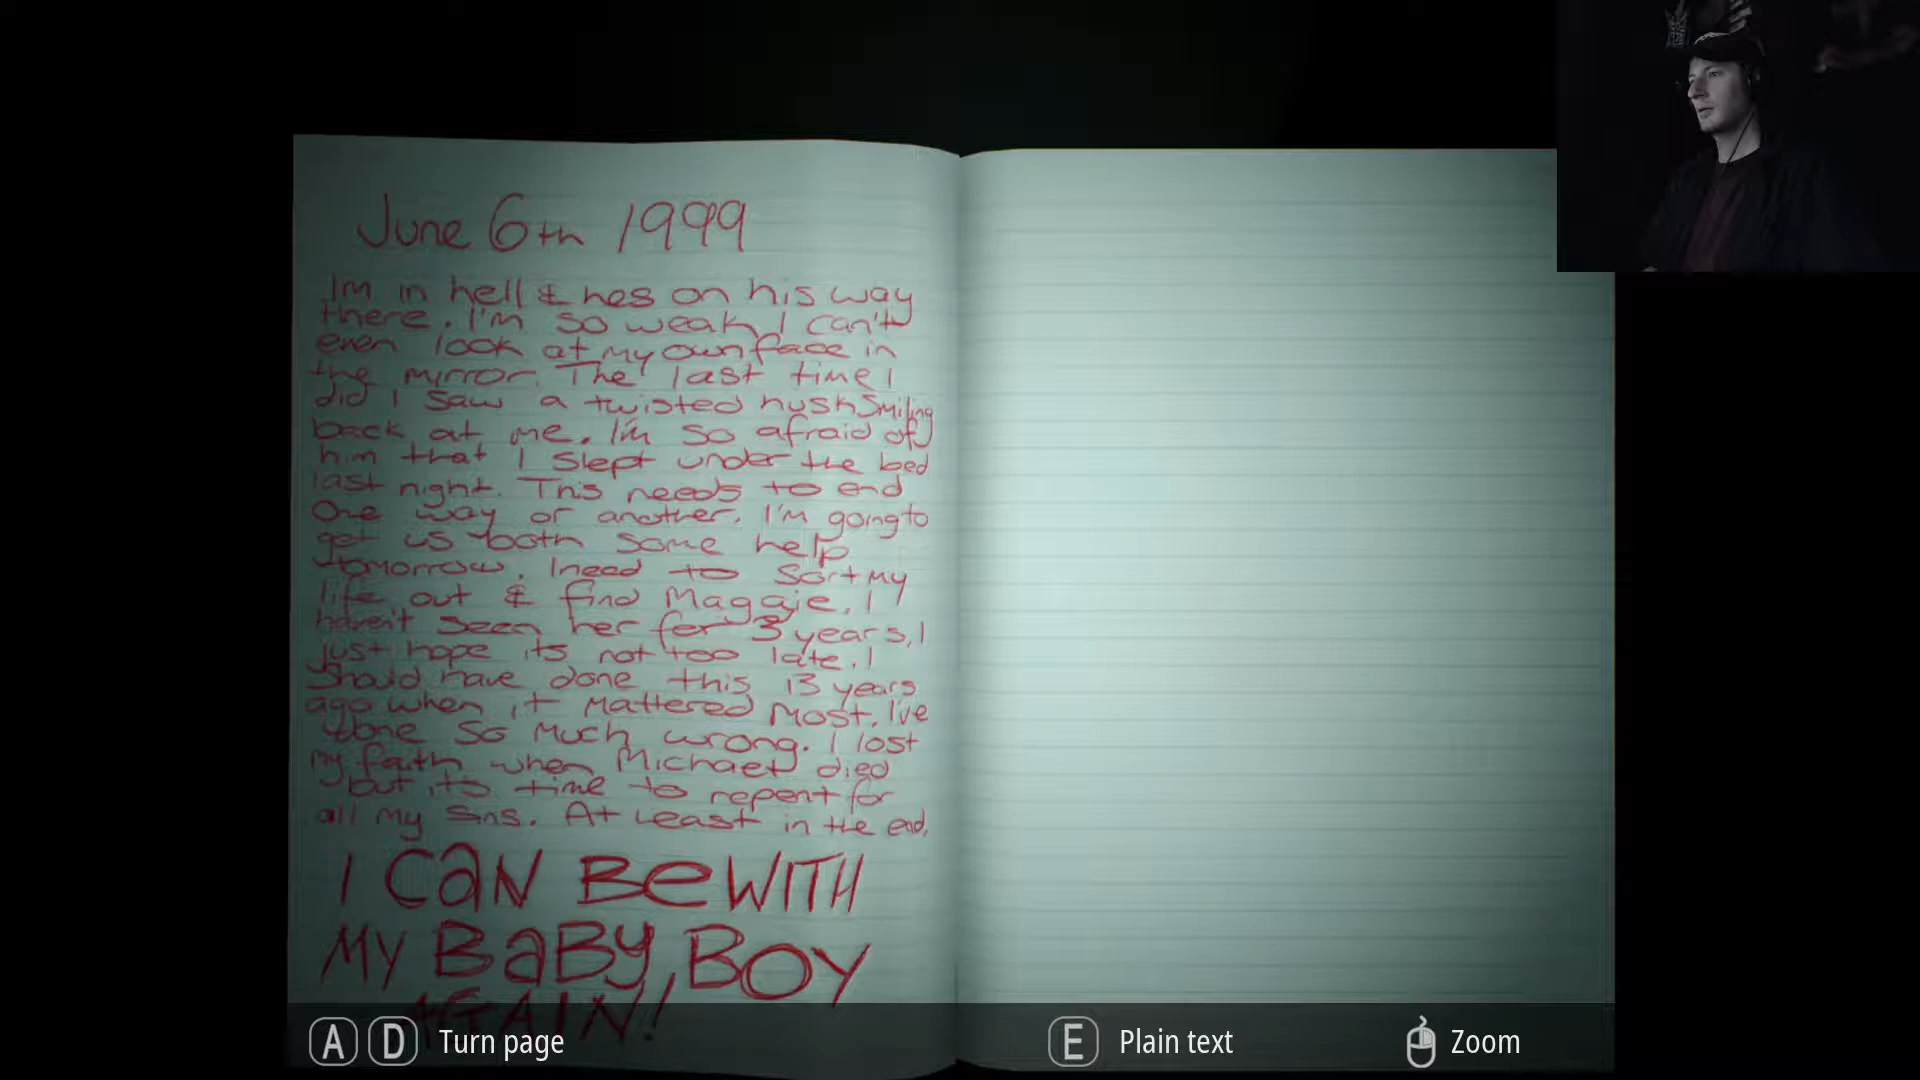 June 6th 1999
Im in hell & hes on his way
there. I'm so weak I can't
even look at my own face in
the mirror. The last time I
did I saw a twisted husk smiling
back at me. I'm so afraid of
him that I slept under the bed
last night. This needs to end
One way or another. I'm going to
get us both some help
tomorrow. I need to sort my
life out & find Maggie. I
haven't seen her for 3 years, I
just hope its not too late. I
should have done this 13 years
ago when it mattered most. I've
done so much wrong. I lost
my faith when Michael died
but its time to repent for
all my sins. At least in the end,
I CAN BE WITH
MY BABY BOY
AGAIN!
A D Turn page
E Plain text
Zoom